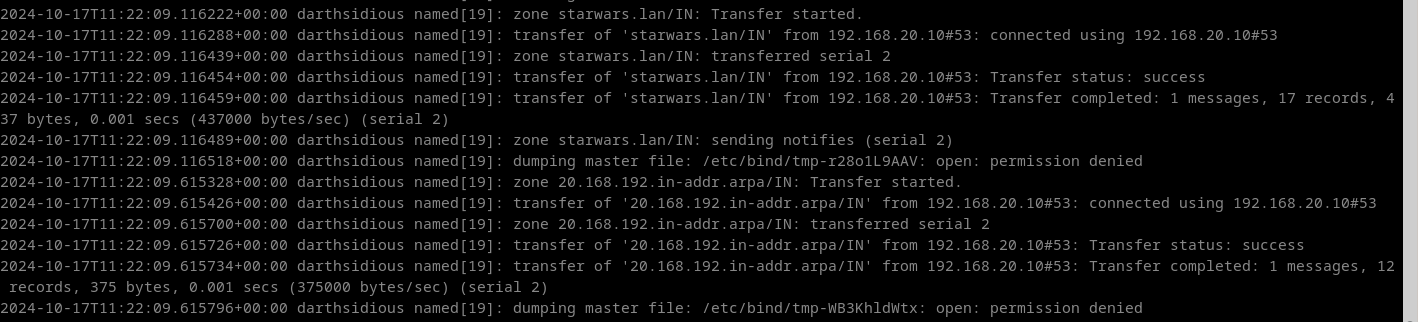 2024-10-17T11:22:09.116222+00:00 darthsidious named[19]: zone starwars.lan/IN: Transfer started.
2024-10-17T11:22:09.116288+00:00 darthsidious named[19]: transfer of 'starwars.lan/IN' from 192.168.20.10#53: connected using 192.168.20.10#53
2024-10-17T11:22:09.116439+00:00 darthsidious named[19]: zone starwars.lan/IN: transferred serial 2
2024-10-17T11:22:09.116454+00:00 darthsidious named[19]: transfer of 'starwars.lan/IN' from 192.168.20.10#53: Transfer status: success
2024-10-17T11:22:09.116459+00:00 darthsidious named[19]: transfer of 'starwars.lan/IN' from 192.168.20.10#53: Transfer completed: 1 messages, 17 records, 4
37 bytes, 0.001 secs (437000 bytes/sec) (serial 2)
2024-10-17T11:22:09.116489+00:00 darthsidious named[19]: zone starwars.lan/IN: sending notifies (serial 2)
2024-10-17T11:22:09.116518+00:00 darthsidious named[19]: dumping master file: /etc/bind/tmp-r28o1L9AAV: open: permission denied
2024-10-17T11:22:09.615328+00:00 darthsidious named[19]: zone 20.168.192.in-addr.arpa/IN: Transfer started.
2024-10-17T11:22:09.615426+00:00 darthsidious named[19]: transfer of '20.168.192.in-addr.arpa/IN' from 192.168.20.10#53: connected using 192.168.20.10#53
2024-10-17T11:22:09.615700+00:00 darthsidious named[19]: zone 20.168.192.in-addr.arpa/IN: transferred serial 2
2024-10-17T11:22:09.615726+00:00 darthsidious named[19]: transfer of '20.168.192.in-addr.arpa/IN' from 192.168.20.10#53: Transfer status: success
2024-10-17T11:22:09.615734+00:00 darthsidious named[19]: transfer of '20.168.192.in-addr.arpa/IN' from 192.168.20.10#53: Transfer completed: 1 messages, 12
 records, 375 bytes, 0.001 secs (375000 bytes/sec) (serial 2)
2024-10-17T11:22:09.615796+00:00 darthsidious named[19]: dumping master file: /etc/bind/tmp-WB3KhldWtx: open: permission denied